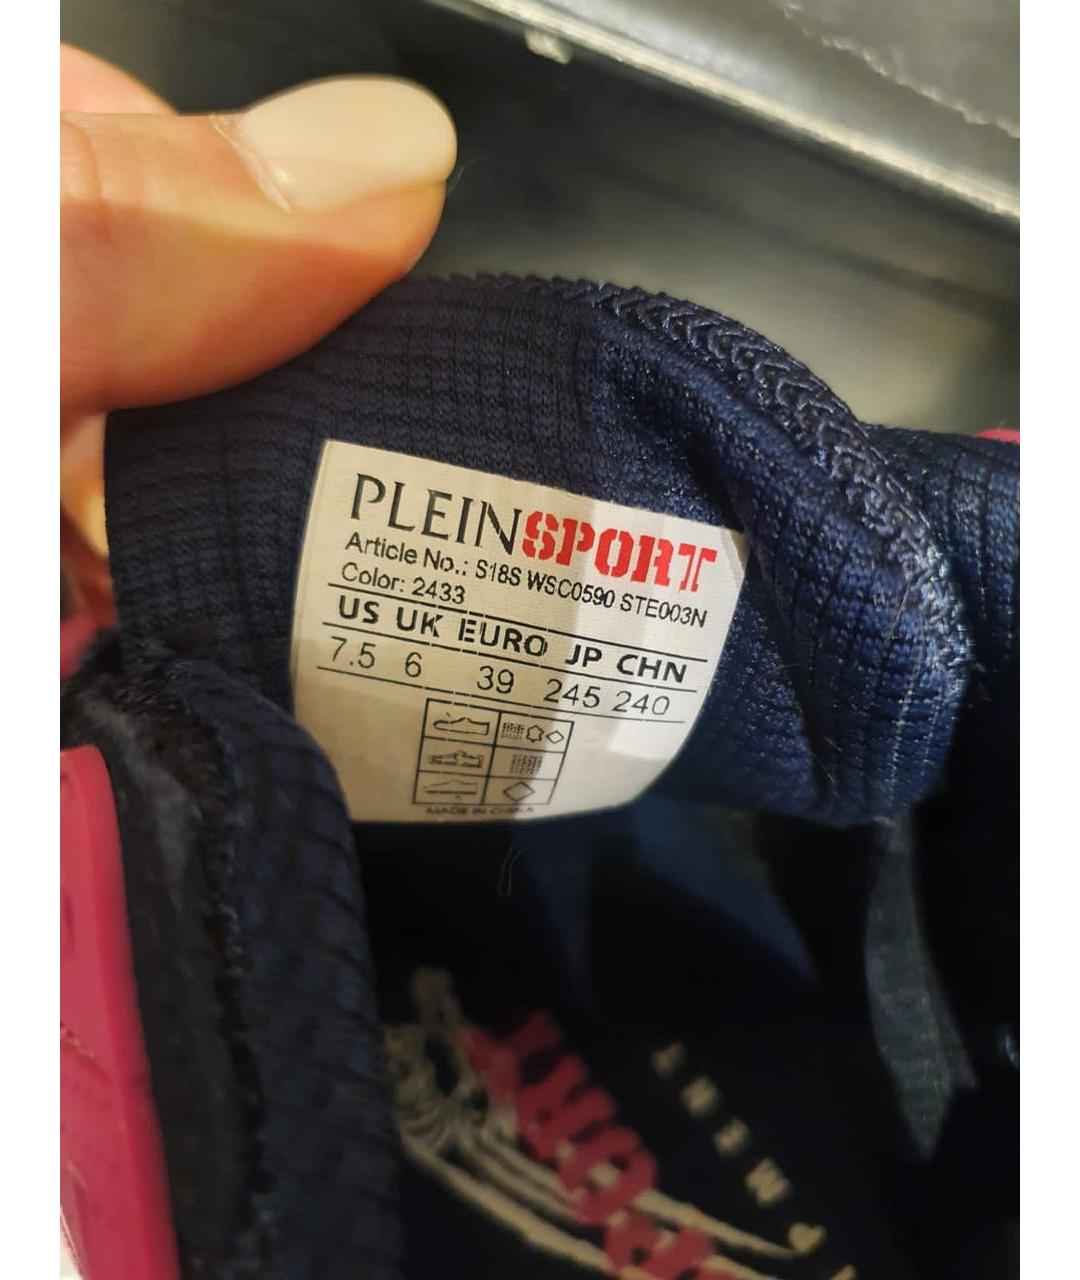 PLEINSPORT
Article No.: S18S WSC0590 STE003N
Color: 2433
US UK EURO JP CHN
7.5 6 39 245 240
MADE IN CHINA
SPORT